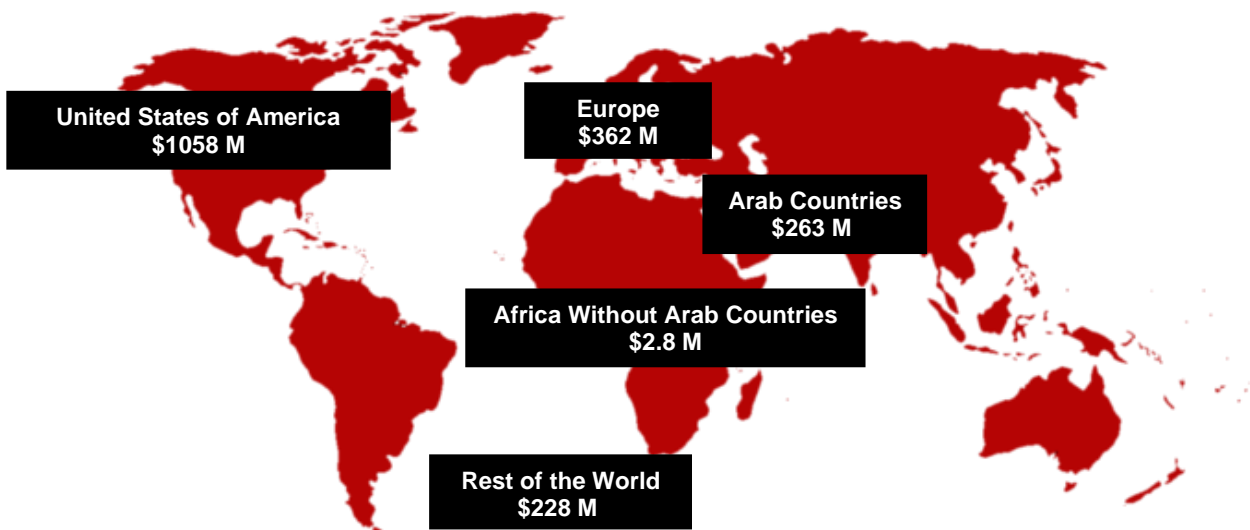 United States of America
$1058 M
Europe
$362 M
Arab Countries
$263 M
Africa Without Arab Countries
$2.8 M
Rest of the World
$228 M